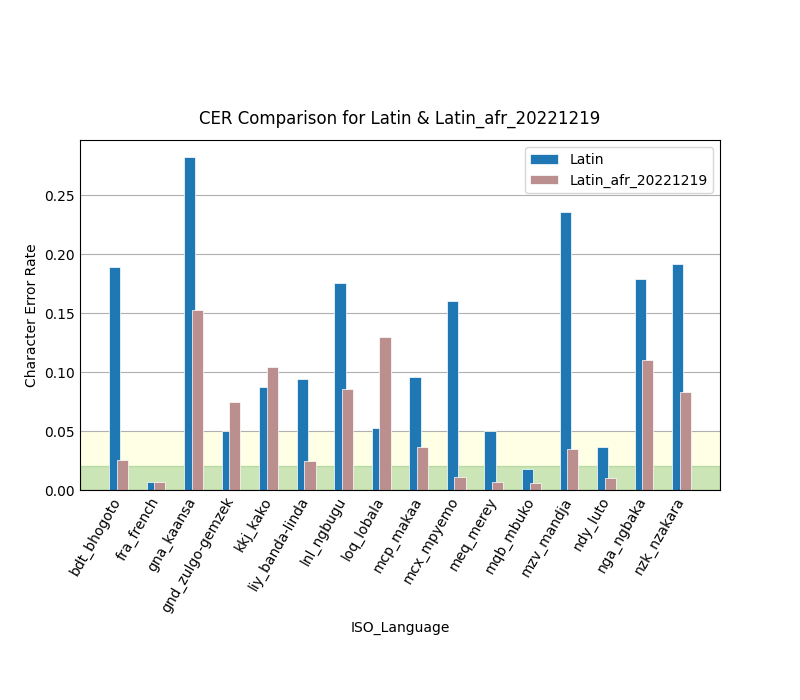 CER Comparison for Latin & Latin_afr_20221219
Latin
Latin_afr_20221219
Character Error Rate
0.25
0.20
0.15
0.10
0.05
0.00
bdt_bhogoto
fra_french
gna_kaansa
gnd_zulgo-gemzek
kkj_kako
liy_banda-linda
lnl_ngbugu
loq_lobala
mcp_makaa
mcx_mpyemo
meq_merey
mqb_mbuko
mzv_mandja
ndy_luto
nga_ngbaka
nzk_nzakara
ISO_Language